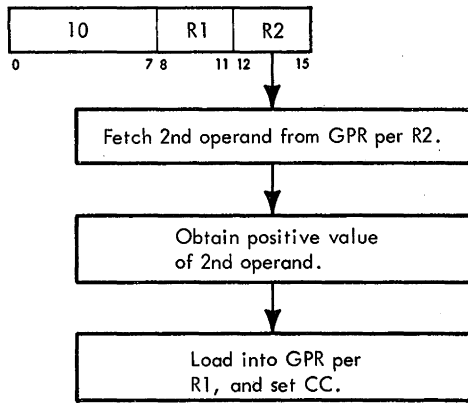 10 R1 R2
0 7 8 11 12 15
Fetch 2nd operand from GPR per R2.
Obtain positive value
of 2nd operand.
Load into GPR per
R1, and set CC.